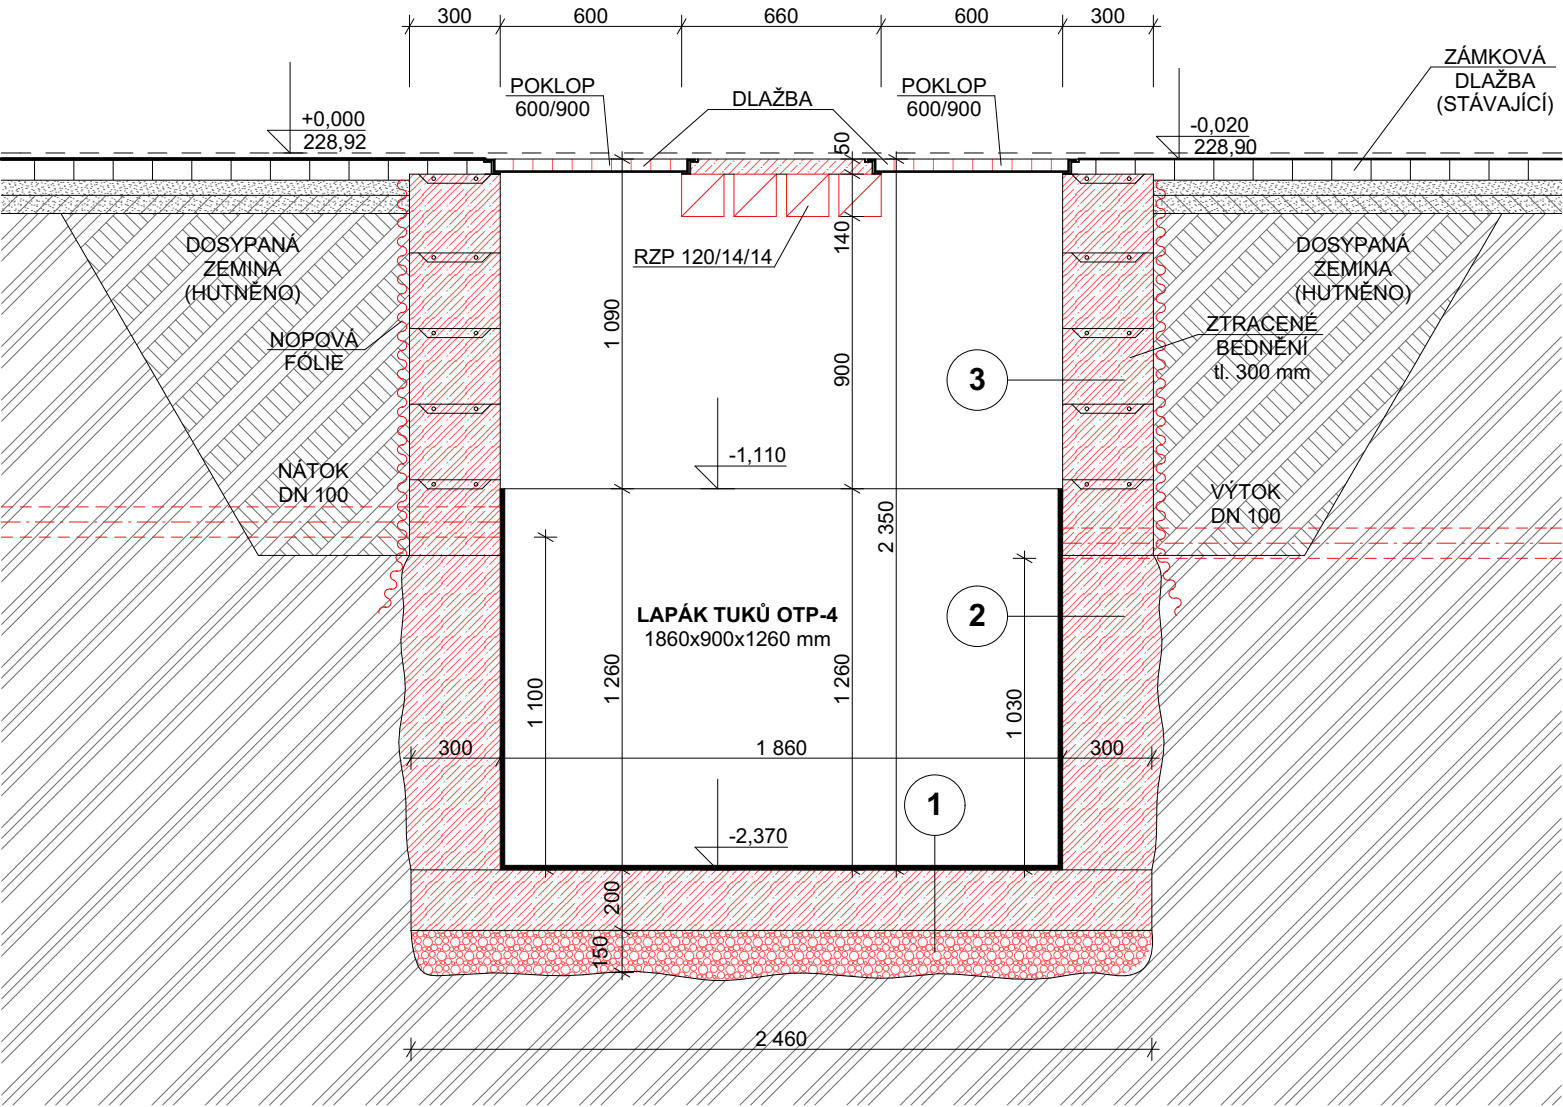 300
600
660
600
300
ZÁMKOVÁ
DLAŽBA
(STÁVAJÍCÍ)
POKLOP
600/900
DLAŽBA
POKLOP
600/900
+0,000
228,92
-0,020
228,90
50
DOSYPANÁ
ZEMINA
(HUTNĚNO)
RZP 120/14/14
140
DOSYPANÁ
ZEMINA
(HUTNĚNO)
NOPOVÁ
FÓLIE
1 090
900
3
ZTRACENÉ
BEDNĚNÍ
tl. 300 mm
-1,110
NÁTOK
DN 100
2 350
VÝTOK
DN 100
LAPÁK TUKŮ OTP-4
1860x900x1260 mm
2
1 100
1 260
1 260
1 030
300
1 860
300
1
-2,370
200
150
2 460